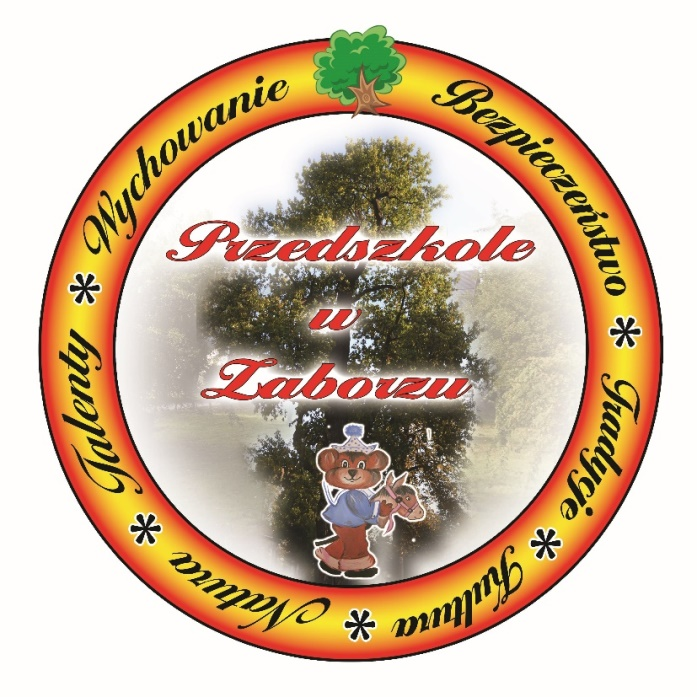 Wychowanie
Bezpieczeństwo
*
Tradycje
*
Kultura
*
Natura
*
Talenty
*
Przedszkole
w
Zaborzu